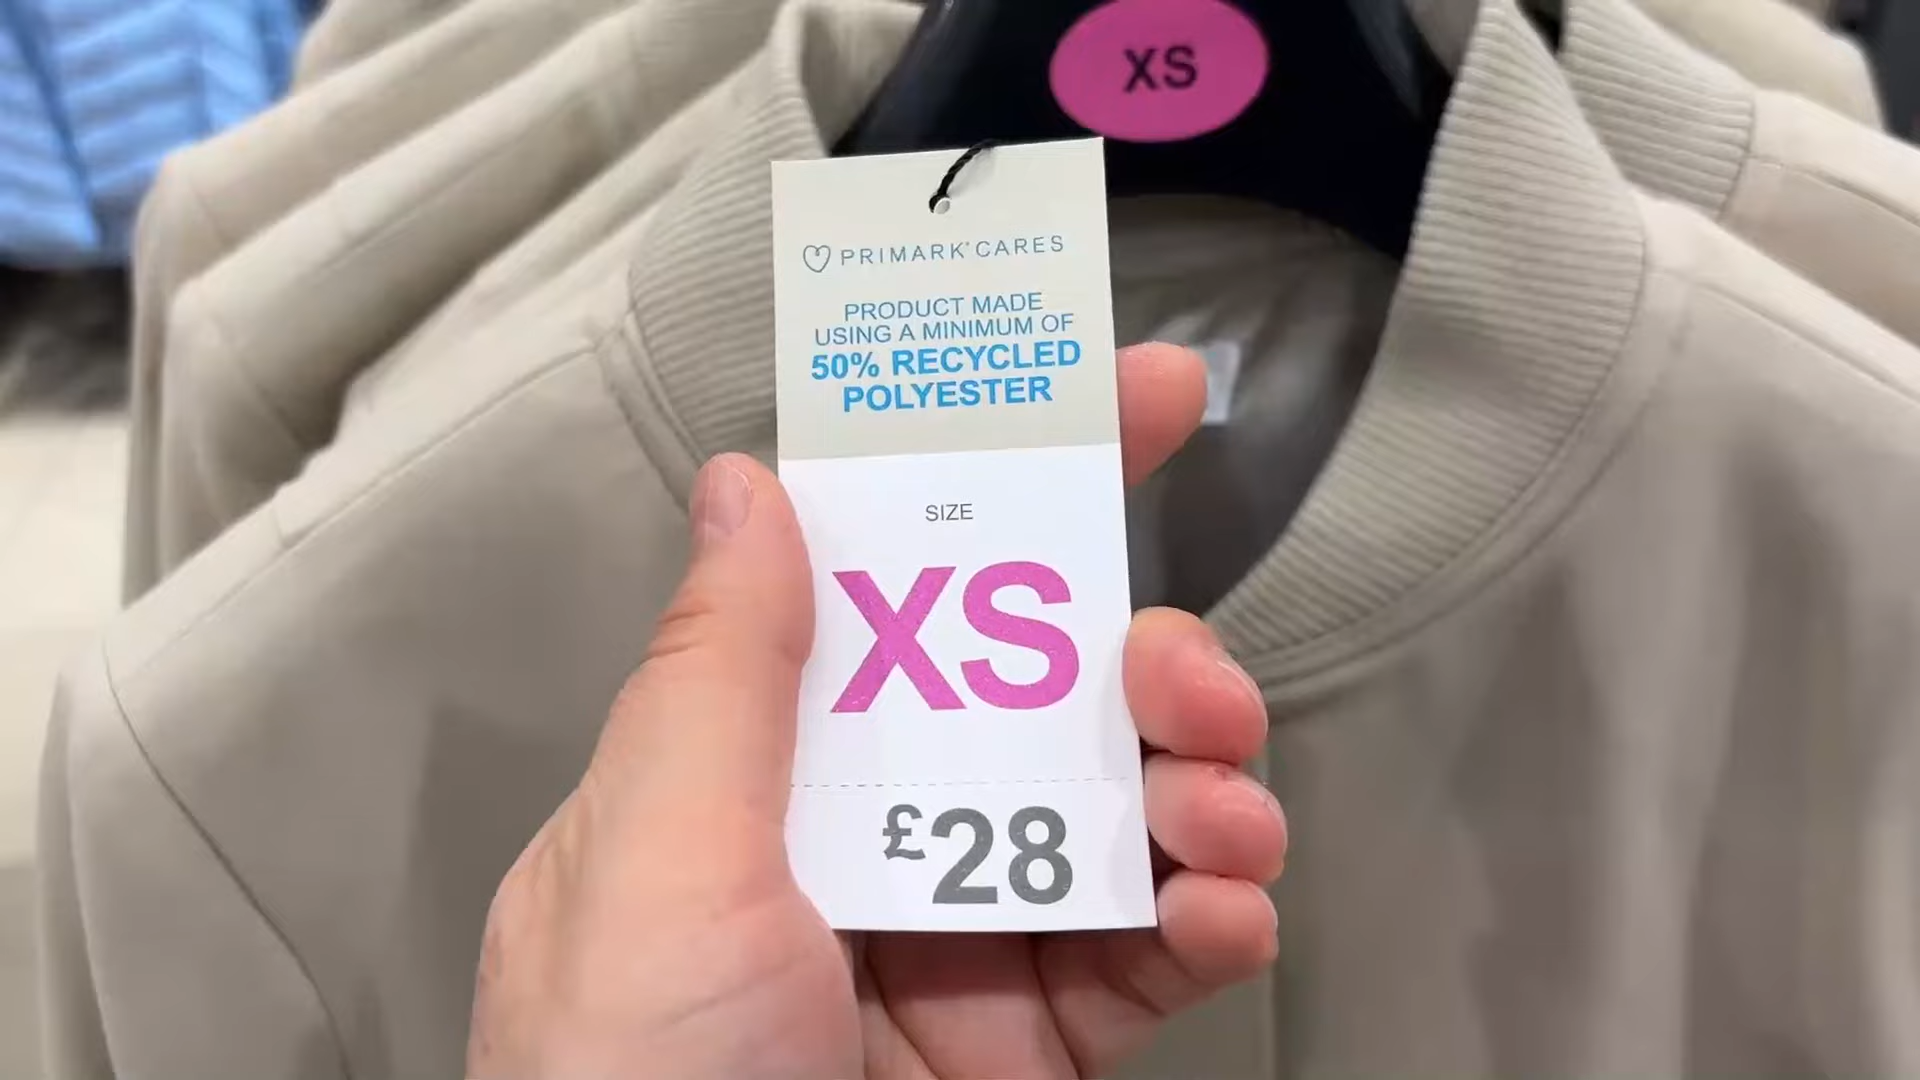 XS
PRIMARK® CARES
PRODUCT MADE
USING A MINIMUM OF
50% RECYCLED
POLYESTER
SIZE
XS
£28